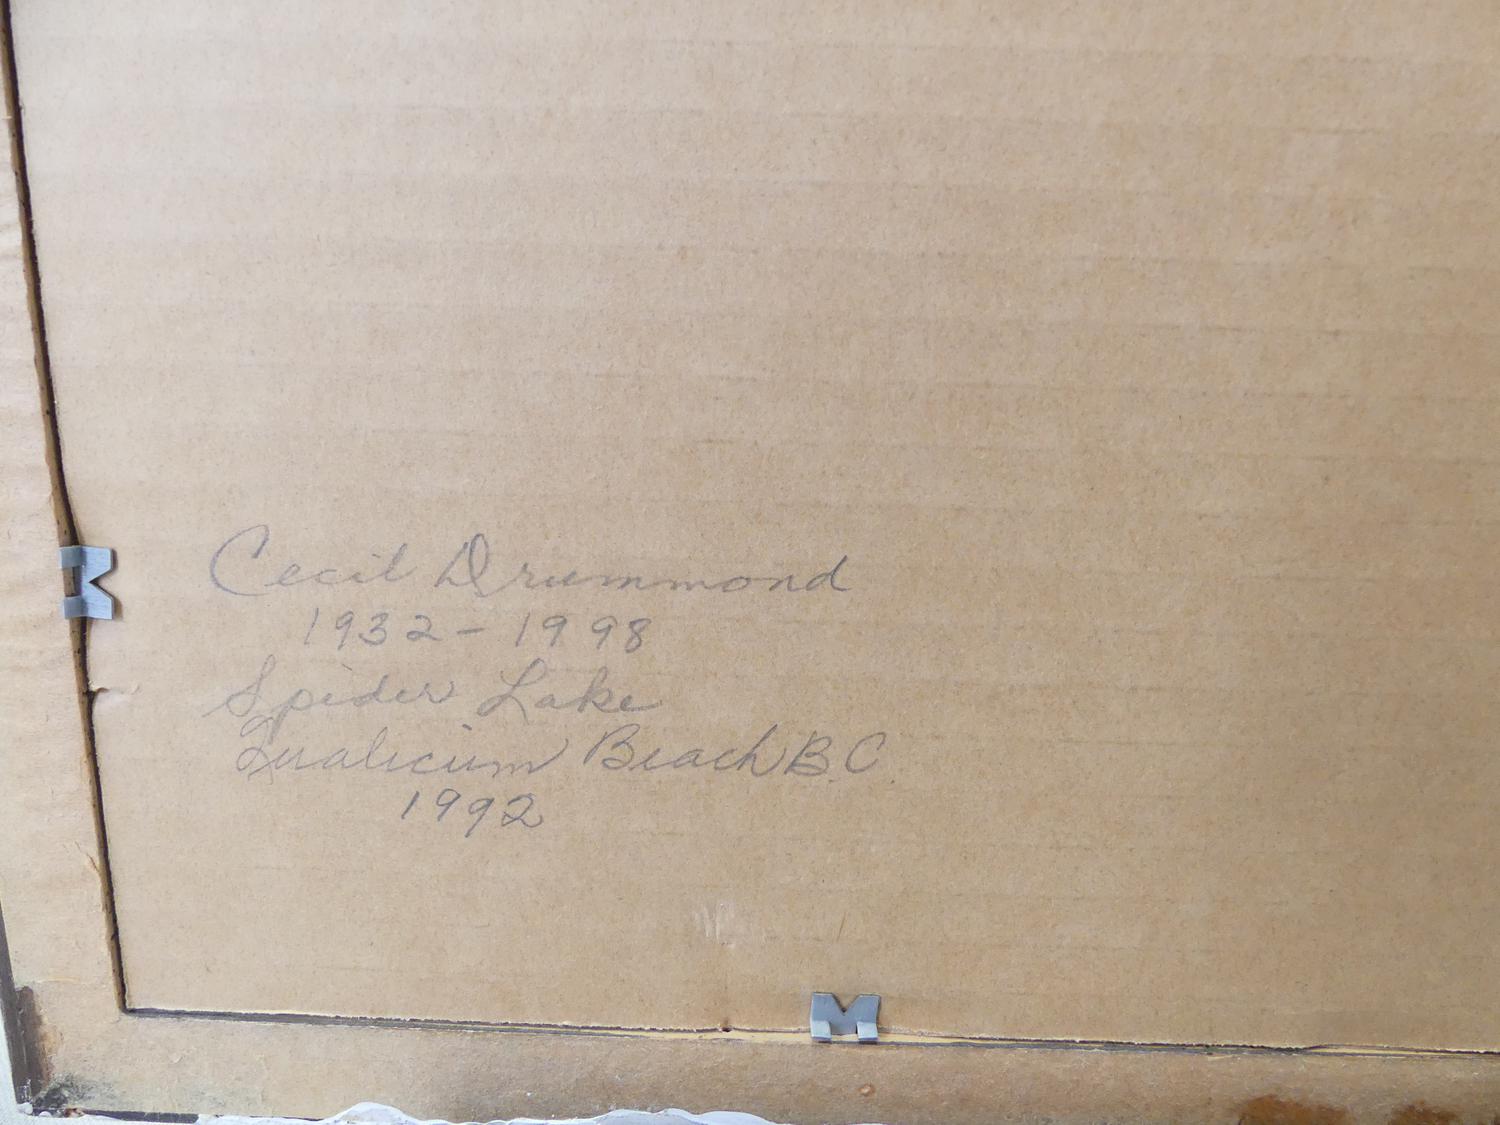 Cecil Drummond
1932 - 1998
Spider Lake
Qualicum Beach B.C.
1992